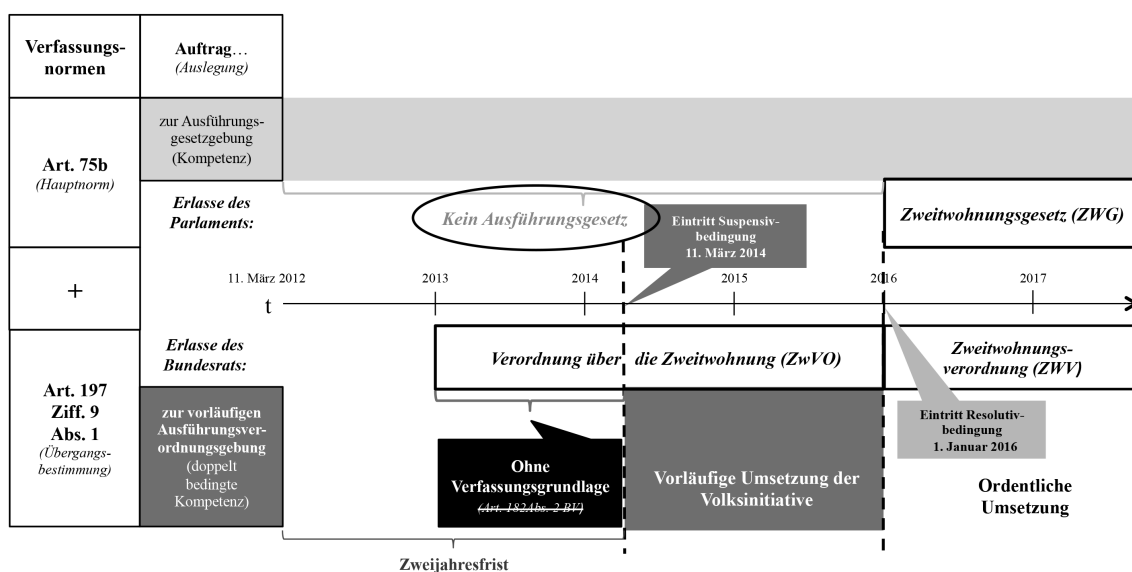 Verfassungs-
normen
Auftrag…
(Auslegung)
Art. 75b
(Hauptnorm)
zur Ausführungs-
gesetzgebung
(Kompetenz)
Erlasse des
Parlaments:
Kein Ausführungsgesetz
Eintritt Suspensiv-
bedingung
11. März 2014
Zweitwohnungsgesetz (ZWG)
+
11. März 2012
2013
2014
2015
2016
2017
t
Erlasse des
Bundesrats:
Verordnung über die Zweitwohnung (ZwVO)
Zweitwohnungs-
verordnung (ZWV)
Art. 197
Ziff. 9
Abs. 1
(Übergangs-
bestimmung)
zur vorläufigen
Ausführungsver-
ordnungsgebung
(doppelt
bedingte
Kompetenz)
Ohne
Verfassungsgrundlage
(Art. 182Abs. 2 BV)
Vorläufige Umsetzung der
Volksinitiative
Eintritt Resolutiv-
bedingung
1. Januar 2016
Ordentliche
Umsetzung
Zweijahresfrist